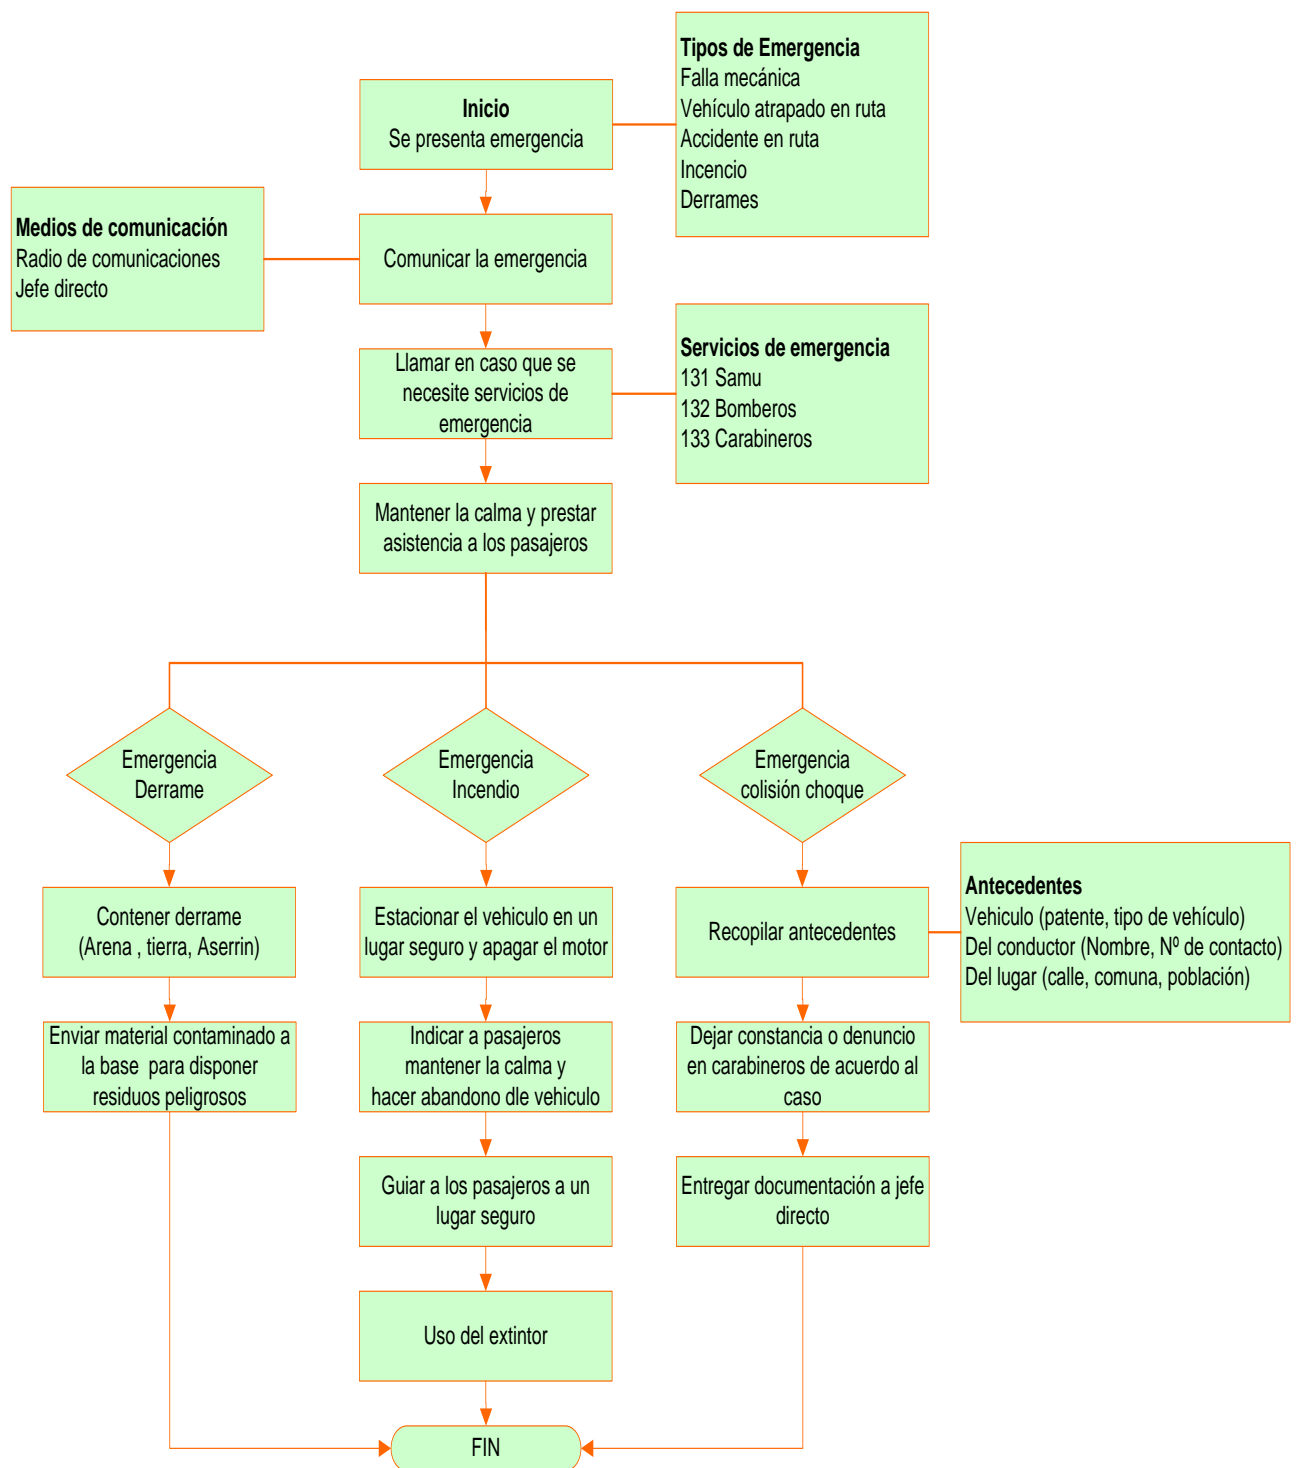 Tipos de Emergencia
Falla mecánica
Vehículo atrapado en ruta
Accidente en ruta
Incencio
Derrames
Inicio
Se presenta emergencia
Medios de comunicación
Radio de comunicaciones
Jefe directo
Comunicar la emergencia
Llamar en caso que se
necesite servicios de
emergencia
Servicios de emergencia
131 Samu
132 Bomberos
133 Carabineros
Mantener la calma y prestar
asistencia a los pasajeros
Emergencia
Derrame
Emergencia
Incendio
Emergencia
colisión choque
Contener derrame
(Arena , tierra, Aserrin)
Estacionar el vehiculo en un
lugar seguro y apagar el motor
Recopilar antecedentes
Antecedentes
Vehiculo (patente, tipo de vehículo)
Del conductor (Nombre, Nº de contacto)
Del lugar (calle, comuna, población)
Enviar material contaminado a
la base  para disponer
residuos peligrosos
Indicar a pasajeros
mantener la calma y
hacer abandono dle vehiculo
Dejar constancia o denuncio
en carabineros de acuerdo al
caso
Guiar a los pasajeros a un
lugar seguro
Entregar documentación a jefe
directo
Uso del extintor
FIN